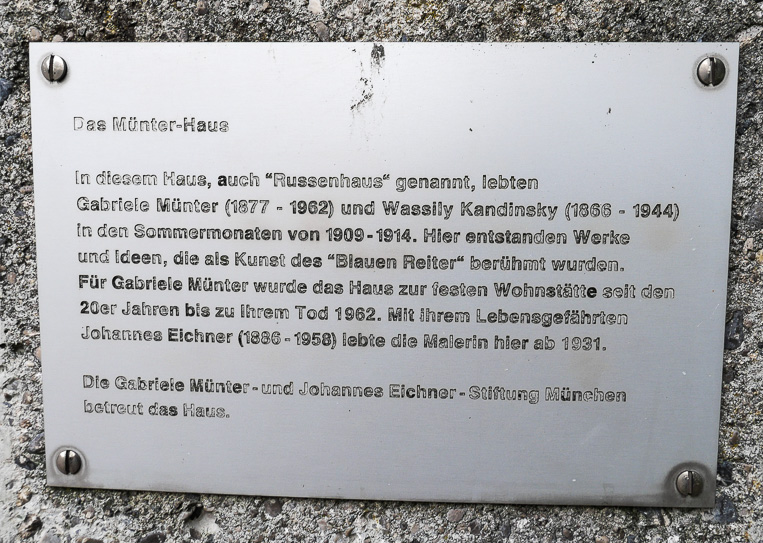 Das Münter-Haus
In diesem Haus, auch “Russenhaus“ genannt, lebten
Gabriele Münter (1877 - 1962) und Wassily Kandinsky (1866 - 1944)
in den Sommermonaten von 1909-1914. Hier entstanden Werke
und Ideen, die als Kunst des “Blauen Reiter“ berühmt wurden.
Für Gabriele Münter wurde das Haus zur festen Wohnstätte seit den
20er Jahren bis zu ihrem Tod 1962. Mit ihrem Lebensgefährten
Johannes Eichner (1886-1958) lebte die Malerin hier ab 1931.
Die Gabriele Münter-und Johannes Eichner-Stiftung München
betreut das Haus.